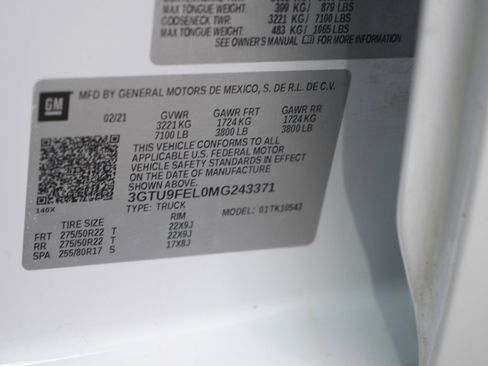 MAX TONGUE WEIGHT: 399 KG / 879 LBS
GOOSENECK TWR: 3221 KG / 7100 LBS
MAX TONGUE WEIGHT: 483 KG / 1065 LBS
SEE OWNER'S MANUAL FOR MORE INFORMATION
GM
MFD BY GENERAL MOTORS DE MEXICO, S. DE R.L. DE C.V.
02/21 GVWR GAWR FRT GAWR RR
3221 KG 1724 KG 1724 KG
7100 LB 3800 LB 3800 LB
THIS VEHICLE CONFORMS TO ALL
APPLICABLE U.S. FEDERAL MOTOR
VEHICLE SAFETY STANDARDS IN EFFECT
ON THE DATE OF MANUFACTURE
SHOWN ABOVE.
3GTU9FEL0MG243371
140X
TYPE: TRUCK MODEL: 01TK10543
TIRE SIZE RIM
FRT 275/50R22 T 22X9J
RR 275/50R22 T 22X9J
SPA 255/80R17 S 17X8J